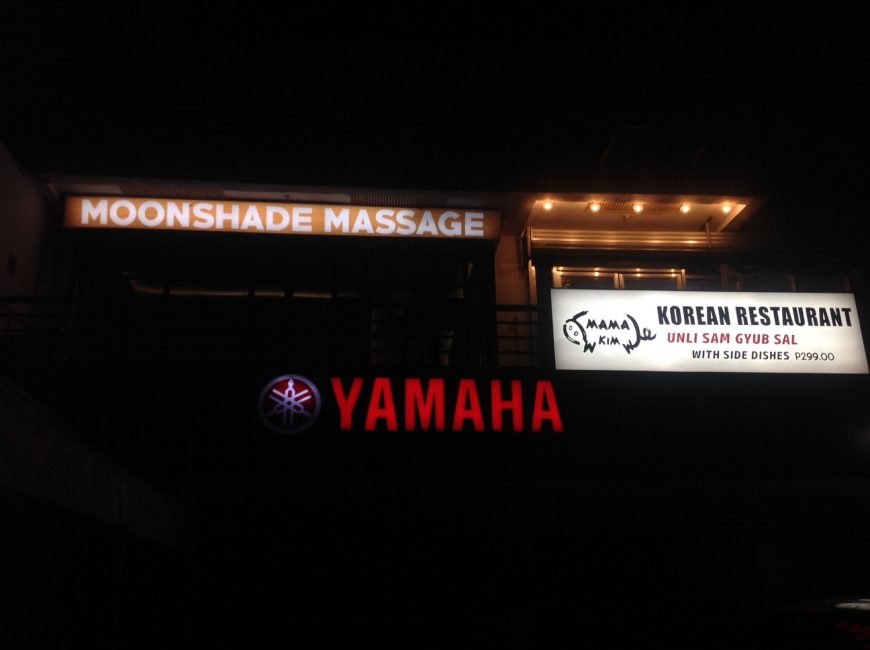 MOONSHADE MASSAGE
MAMA
KIM
KOREAN RESTAURANT
UNLI SAM GYUB SAL
WITH SIDE DISHES P299.00
YAMAHA